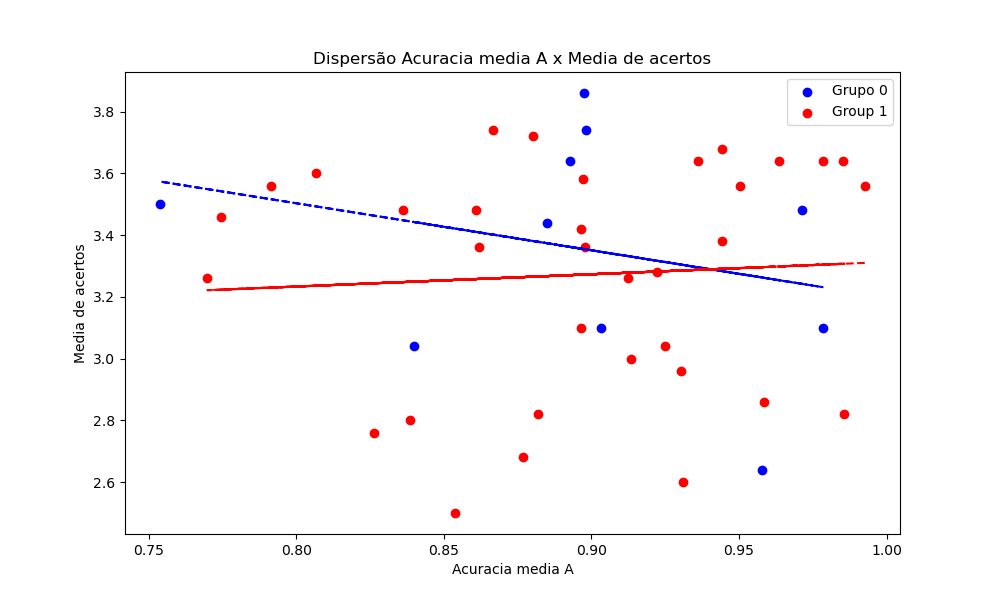 Dispersão Acuracia media A x Media de acertos
Grupo 0
Group 1
3.8
3.6
3.4
3.2
3.0
2.8
2.6
Media de acertos
0.75 0.80 0.85 0.90 0.95 1.00
Acuracia media A